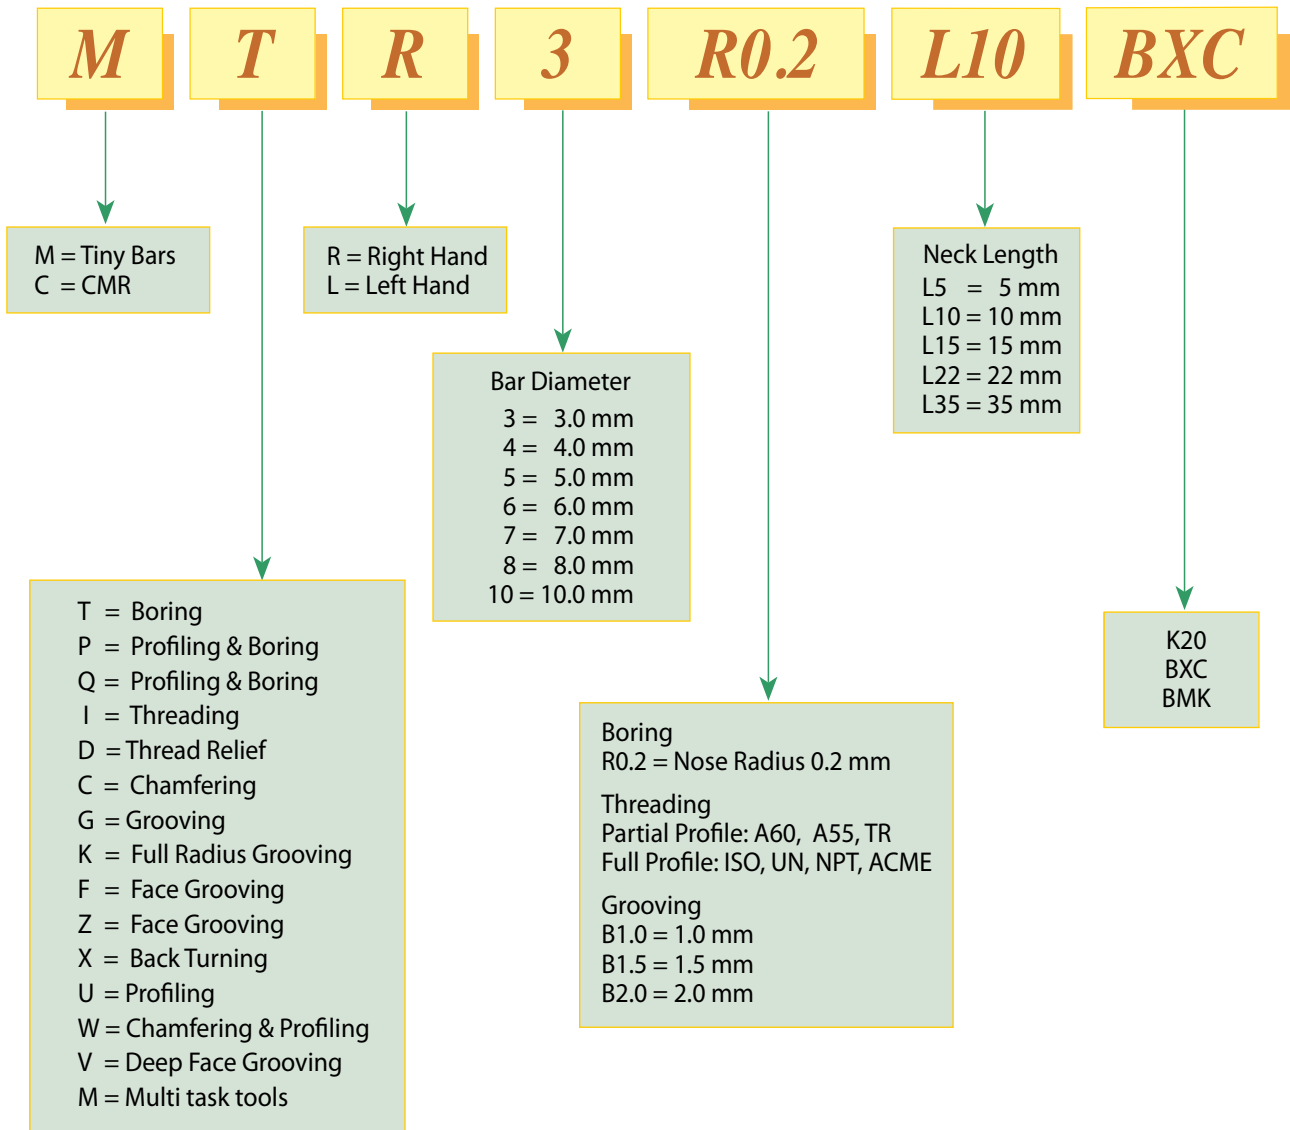 M T R 3 R0.2 L10 BXC
M = Tiny Bars
C = CMR
R = Right Hand
L = Left Hand
Neck Length
L5 = 5 mm
L10 = 10 mm
L15 = 15 mm
L22 = 22 mm
L35 = 35 mm
Bar Diameter
3 = 3.0 mm
4 = 4.0 mm
5 = 5.0 mm
6 = 6.0 mm
7 = 7.0 mm
8 = 8.0 mm
10 = 10.0 mm
T = Boring
P = Profiling & Boring
Q = Profiling & Boring
I = Threading
D = Thread Relief
C = Chamfering
G = Grooving
K = Full Radius Grooving
F = Face Grooving
Z = Face Grooving
X = Back Turning
U = Profiling
W = Chamfering & Profiling
V = Deep Face Grooving
M = Multi task tools
Boring
R0.2 = Nose Radius 0.2 mm
Threading
Partial Profile: A60, A55, TR
Full Profile: ISO, UN, NPT, ACME
Grooving
B1.0 = 1.0 mm
B1.5 = 1.5 mm
B2.0 = 2.0 mm
K20
BXC
BMK